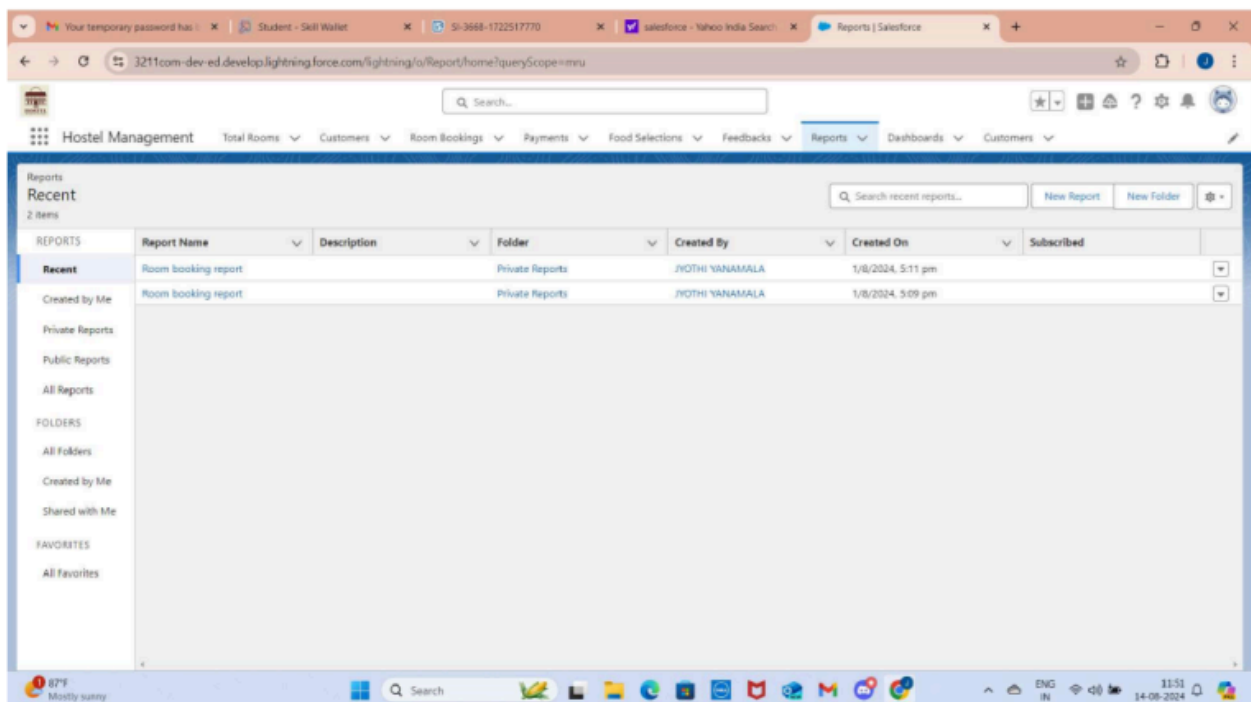 Your temporary password has
Student - Skill Wallet
SI-3668-1722517770
salesforce - Yahoo India Search
Reports | Salesforce
3211com-dev-ed.develop.lightning.force.com/lightning/o/Report/home?queryScope=mru
Search...
Hostel Management Total Rooms Customers Room Bookings Payments Food Selections Feedbacks Reports Dashboards Customers
Reports
Recent
2 items
Search recent reports...
New Report New Folder
REPORTS Report Name Description Folder Created By Created On Subscribed
Recent Room booking report Private Reports JYOTHI YANAMALA 1/8/2024, 5:11 pm
Created by Me Room booking report Private Reports JYOTHI YANAMALA 1/8/2024, 5:09 pm
Private Reports
Public Reports
All Reports
FOLDERS
All Folders
Created by Me
Shared with Me
FAVORITES
All Favorites
1 87°F
Mostly sunny
Search
ENG
IN
11:51
14-08-2024